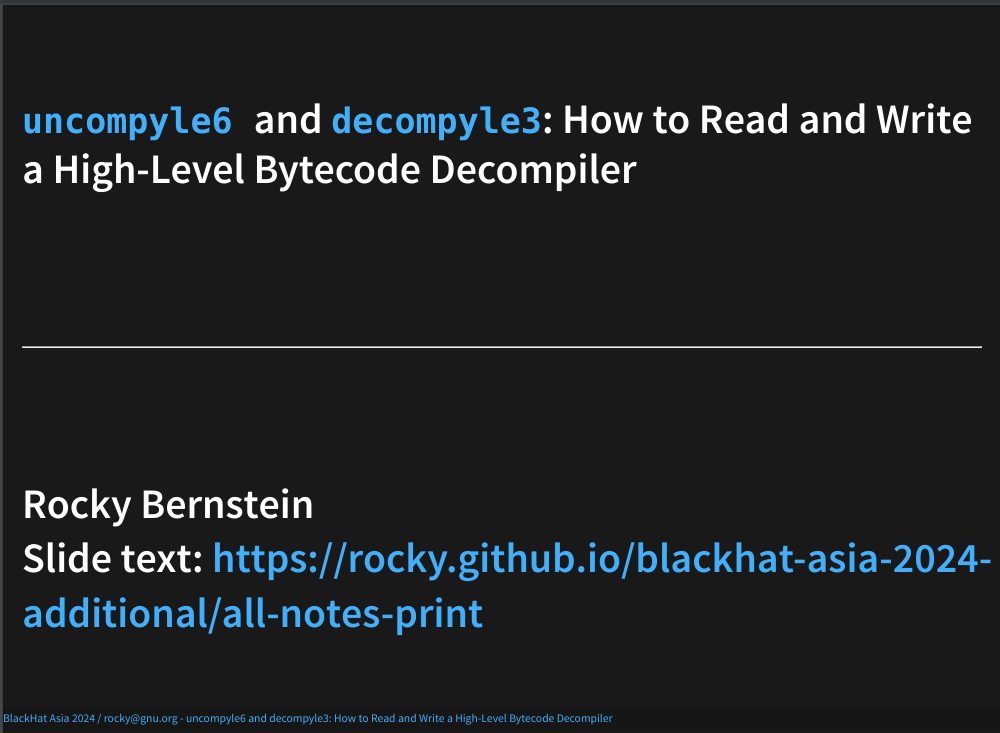 uncompyle6 and decompyle3: How to Read and Write
a High-Level Bytecode Decompiler
Rocky Bernstein
Slide text: https://rocky.github.io/blackhat-asia-2024-
additional/all-notes-print
BlackHat Asia 2024 / rocky@gnu.org - uncompyle6 and decompyle3: How to Read and Write a High-Level Bytecode Decompiler